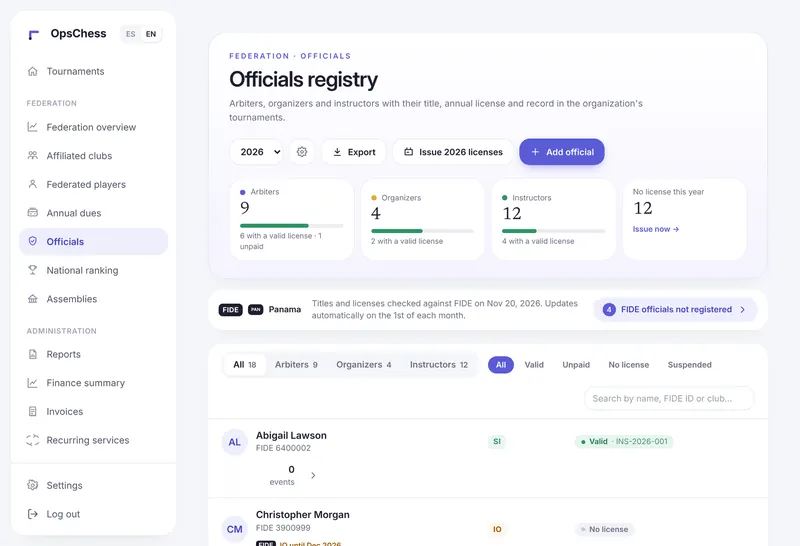 OpsChess
ES EN
Tournaments
FEDERATION
Federation overview
Affiliated clubs
Federated players
Annual dues
Officials
National ranking
Assemblies
ADMINISTRATION
Reports
Finance summary
Invoices
Recurring services
Settings
Log out
FEDERATION · OFFICIALS
Officials registry
Arbiters, organizers and instructors with their title, annual license and record in the organization's
tournaments.
2026 Export Issue 2026 licenses + Add official
Arbiters
9
6 with a valid license · 1
unpaid
Organizers
4
2 with a valid license
Instructors
12
4 with a valid license
No license this year
12
Issue now →
FIDE PAN Panama
Titles and licenses checked against FIDE on Nov 20, 2026. Updates
automatically on the 1st of each month.
4 FIDE officials not registered
All 18 Arbiters 9 Organizers 4 Instructors 12
All Valid Unpaid No license Suspended
Search by name, FIDE ID or club...
AL
Abigail Lawson
FIDE 6400002
SI
Valid · INS-2026-001
0
events
CM
Christopher Morgan
FIDE 3900999
IO
No license
FIDE IO until Dec 2026